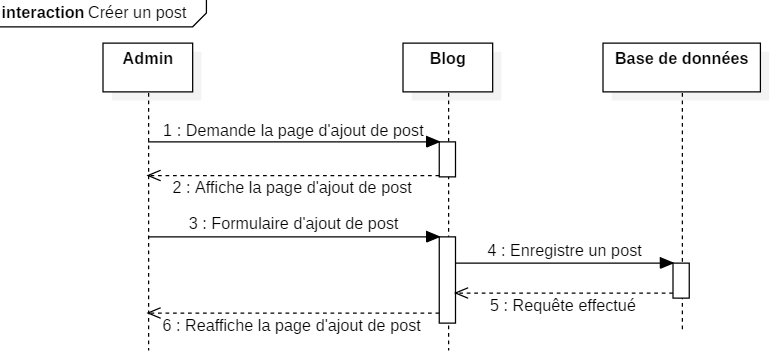 interaction Créer un post
Admin
Blog
Base de données
1 : Demande la page d'ajout de post
2 : Affiche la page d'ajout de post
3 : Formulaire d'ajout de post
4 : Enregistre un post
5 : Requête effectué
6 : Reaffiche la page d'ajout de post